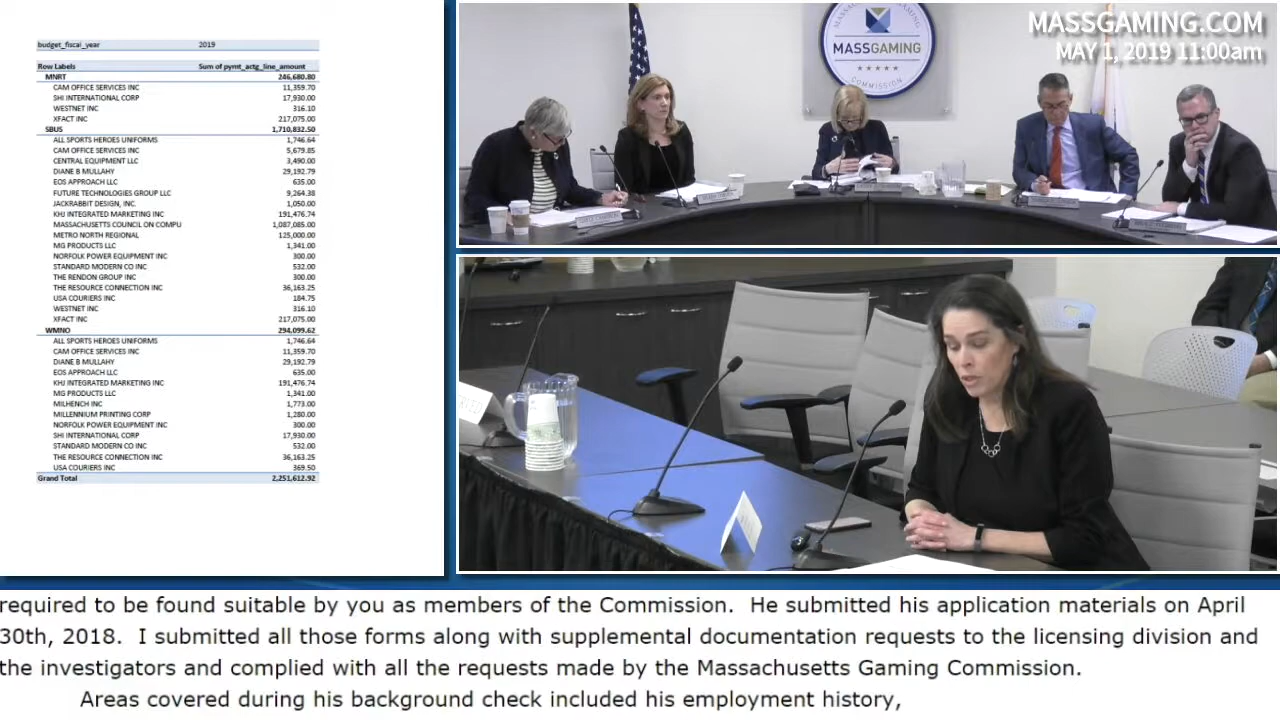 budget_fiscal_year 2019
Row Labels Sum of pymt_actg_line_amount
MNRT 246,680.80
CAM OFFICE SERVICES INC 11,359.70
SHI INTERNATIONAL CORP 17,930.00
WESTNET INC 316.10
XFACT INC 217,075.00
SBUS 1,710,832.50
ALL SPORTS HEROES UNIFORMS 1,746.64
CAM OFFICE SERVICES INC 5,679.85
CENTRAL EQUIPMENT LLC 3,490.00
DIANE B MULLAHY 29,192.79
EOS APPROACH LLC 635.00
FUTURE TECHNOLOGIES GROUP LLC 9,264.38
JACKRABBIT DESIGN, INC. 1,050.00
KHJ INTEGRATED MARKETING INC 191,476.74
MASSACHUSETTS COUNCIL ON COMPU 1,087,085.00
METRO NORTH REGIONAL 125,000.00
MG PRODUCTS LLC 1,341.00
NORFOLK POWER EQUIPMENT INC 300.00
STANDARD MODERN CO INC 532.00
THE RENDON GROUP INC 300.00
THE RESOURCE CONNECTION INC 36,163.25
USA COURIERS INC 184.75
WESTNET INC 316.10
XFACT INC 217,075.00
WMNO 294,099.62
ALL SPORTS HEROES UNIFORMS 1,746.64
CAM OFFICE SERVICES INC 11,359.70
DIANE B MULLAHY 29,192.79
EOS APPROACH LLC 635.00
KHJ INTEGRATED MARKETING INC 191,476.74
MG PRODUCTS LLC 1,341.00
MILHENCH INC 1,773.00
MILLENNIUM PRINTING CORP 1,280.00
NORFOLK POWER EQUIPMENT INC 300.00
SHI INTERNATIONAL CORP 17,930.00
STANDARD MODERN CO INC 532.00
THE RESOURCE CONNECTION INC 36,163.25
USA COURIERS INC 369.50
Grand Total 2,251,612.92
MASSGAMING.COM
MAY 1, 2019 11:00am
MASSGAMING
COMMISSION
required to be found suitable by you as members of the Commission.  He submitted his application materials on April
30th, 2018.  I submitted all those forms along with supplemental documentation requests to the licensing division and
the investigators and complied with all the requests made by the Massachusetts Gaming Commission.
Areas covered during his background check included his employment history,